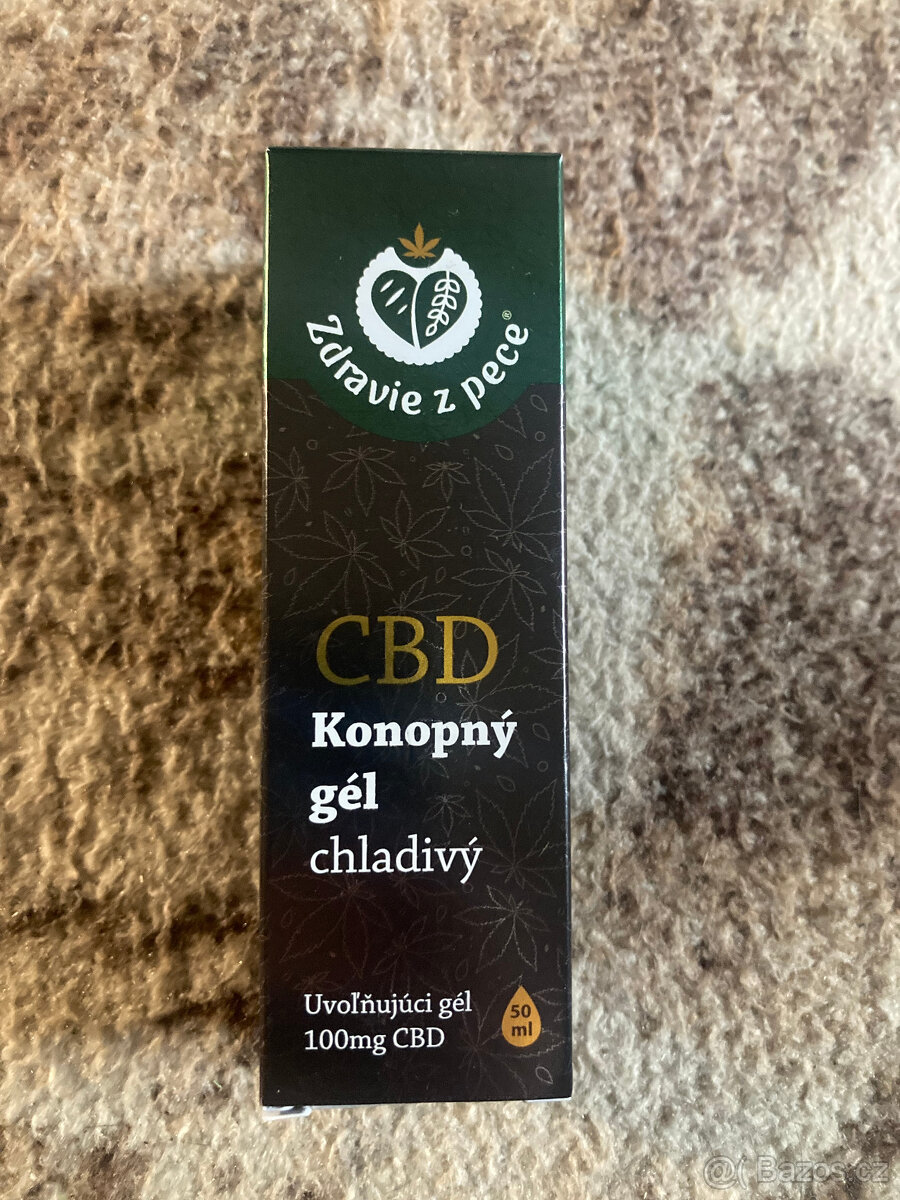 Zdravie z pece®
CBD
Konopný
gél
chladivý
Uvoľňujúci gél
100mg CBD
50
ml
@( Bazos.cz